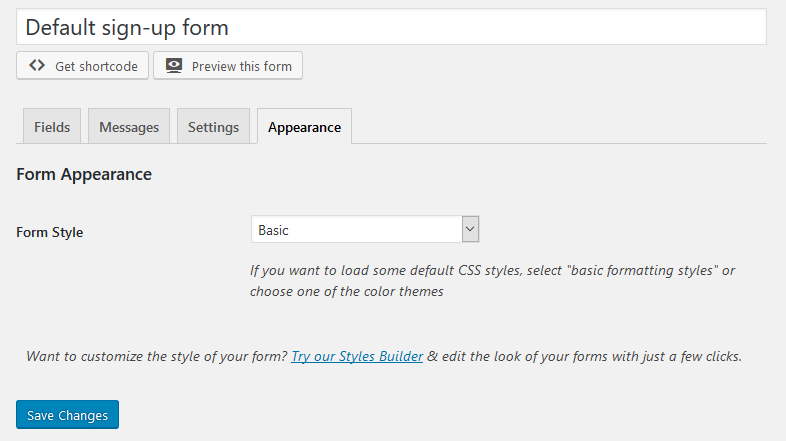 Default sign-up form
Get shortcode
Preview this form
Fields
Messages
Settings
Appearance
Form Appearance
Form Style
Basic
If you want to load some default CSS styles, select "basic formatting styles" or
choose one of the color themes
Want to customize the style of your form? Try our Styles Builder & edit the look of your forms with just a few clicks.
Save Changes